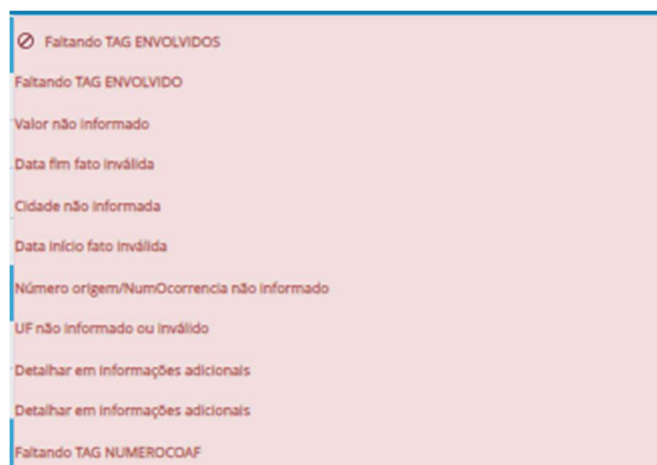 Faltando TAG ENVOLVIDOS
Faltando TAG ENVOLVIDO
Valor não informado
Data fim fato inválida
Cidade não informada
Data início fato inválida
Número origem/NumOcorrencia não informado
UF não informado ou inválido
Detalhar em informações adicionais
Detalhar em informações adicionais
Faltando TAG NUMEROCOAF